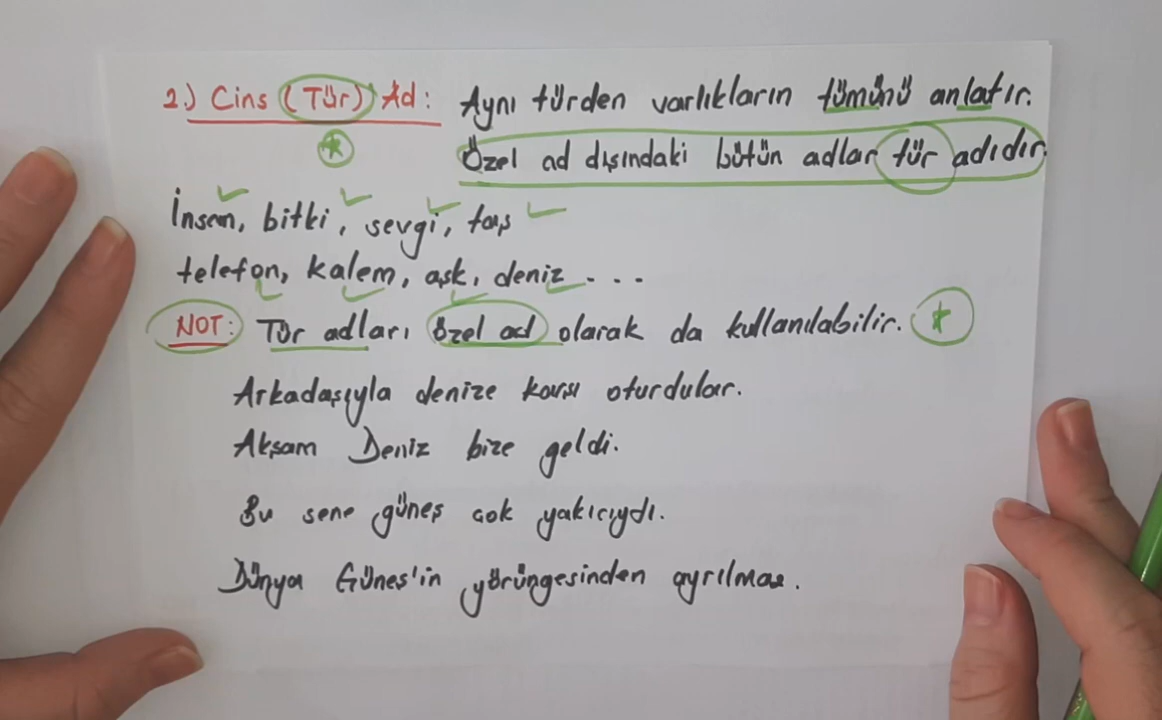 2.) Cins (Tür) Ad: Aynı türden varlıkların tümünü anlatır.
Özel ad dışındaki bütün adlar tür adıdır.
İnsan, bitki, sevgi, taş
telefon, kalem, aşk, deniz ...
NOT: Tür adları özel ad olarak da kullanılabilir.
Arkadaşıyla denize karşı oturdular.
Akşam Deniz bize geldi.
Bu sene güneş çok yakıcıydı.
Dünya Güneş'in yörüngesinden ayrılmaz.